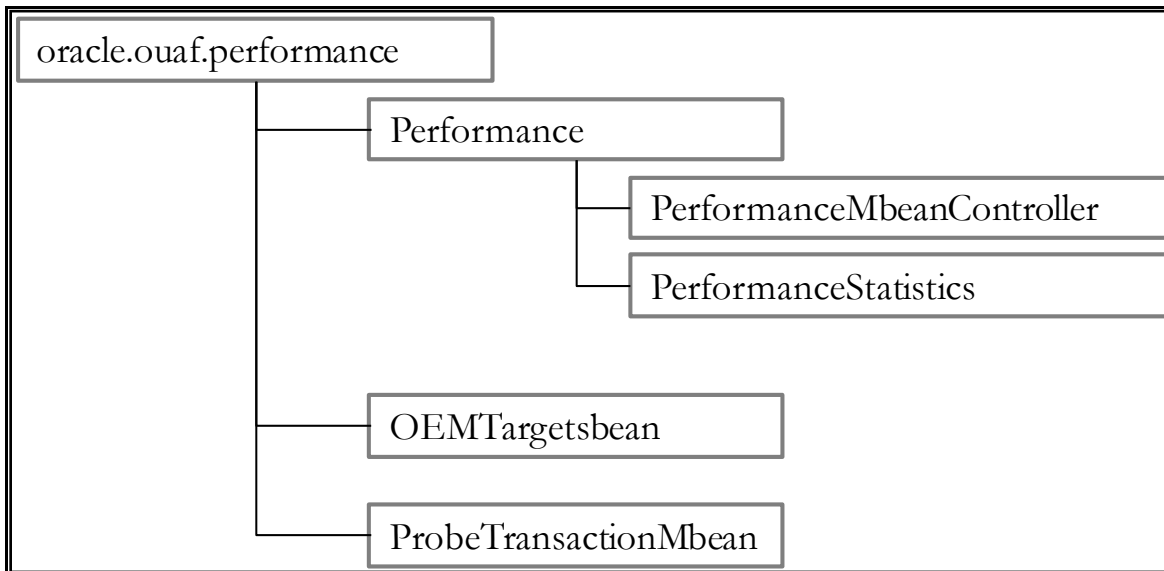 oracle.ouaf.performance
Performance
PerformanceMbeanController
PerformanceStatistics
OEMTargetsbean
ProbeTransactionMbean